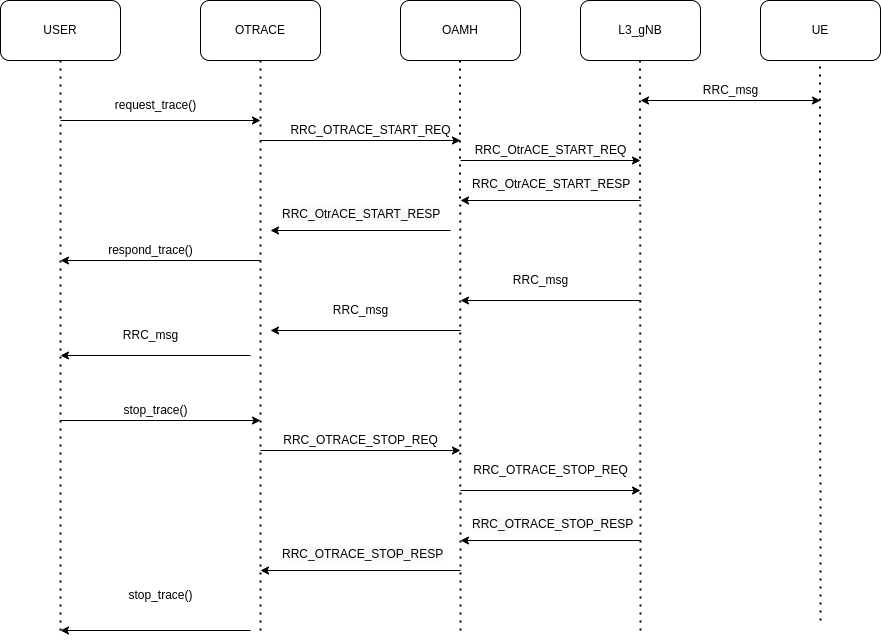 USER
OTRACE
OAMH
L3_gNB
UE
RRC_msg
request_trace()
RRC_OTRACE_START_REQ
RRC_OtrACE_START_REQ
RRC_OtrACE_START_RESP
RRC_OtrACE_START_RESP
respond_trace()
RRC_msg
RRC_msg
RRC_msg
stop_trace()
RRC_OTRACE_STOP_REQ
RRC_OTRACE_STOP_REQ
RRC_OTRACE_STOP_RESP
RRC_OTRACE_STOP_RESP
stop_trace()